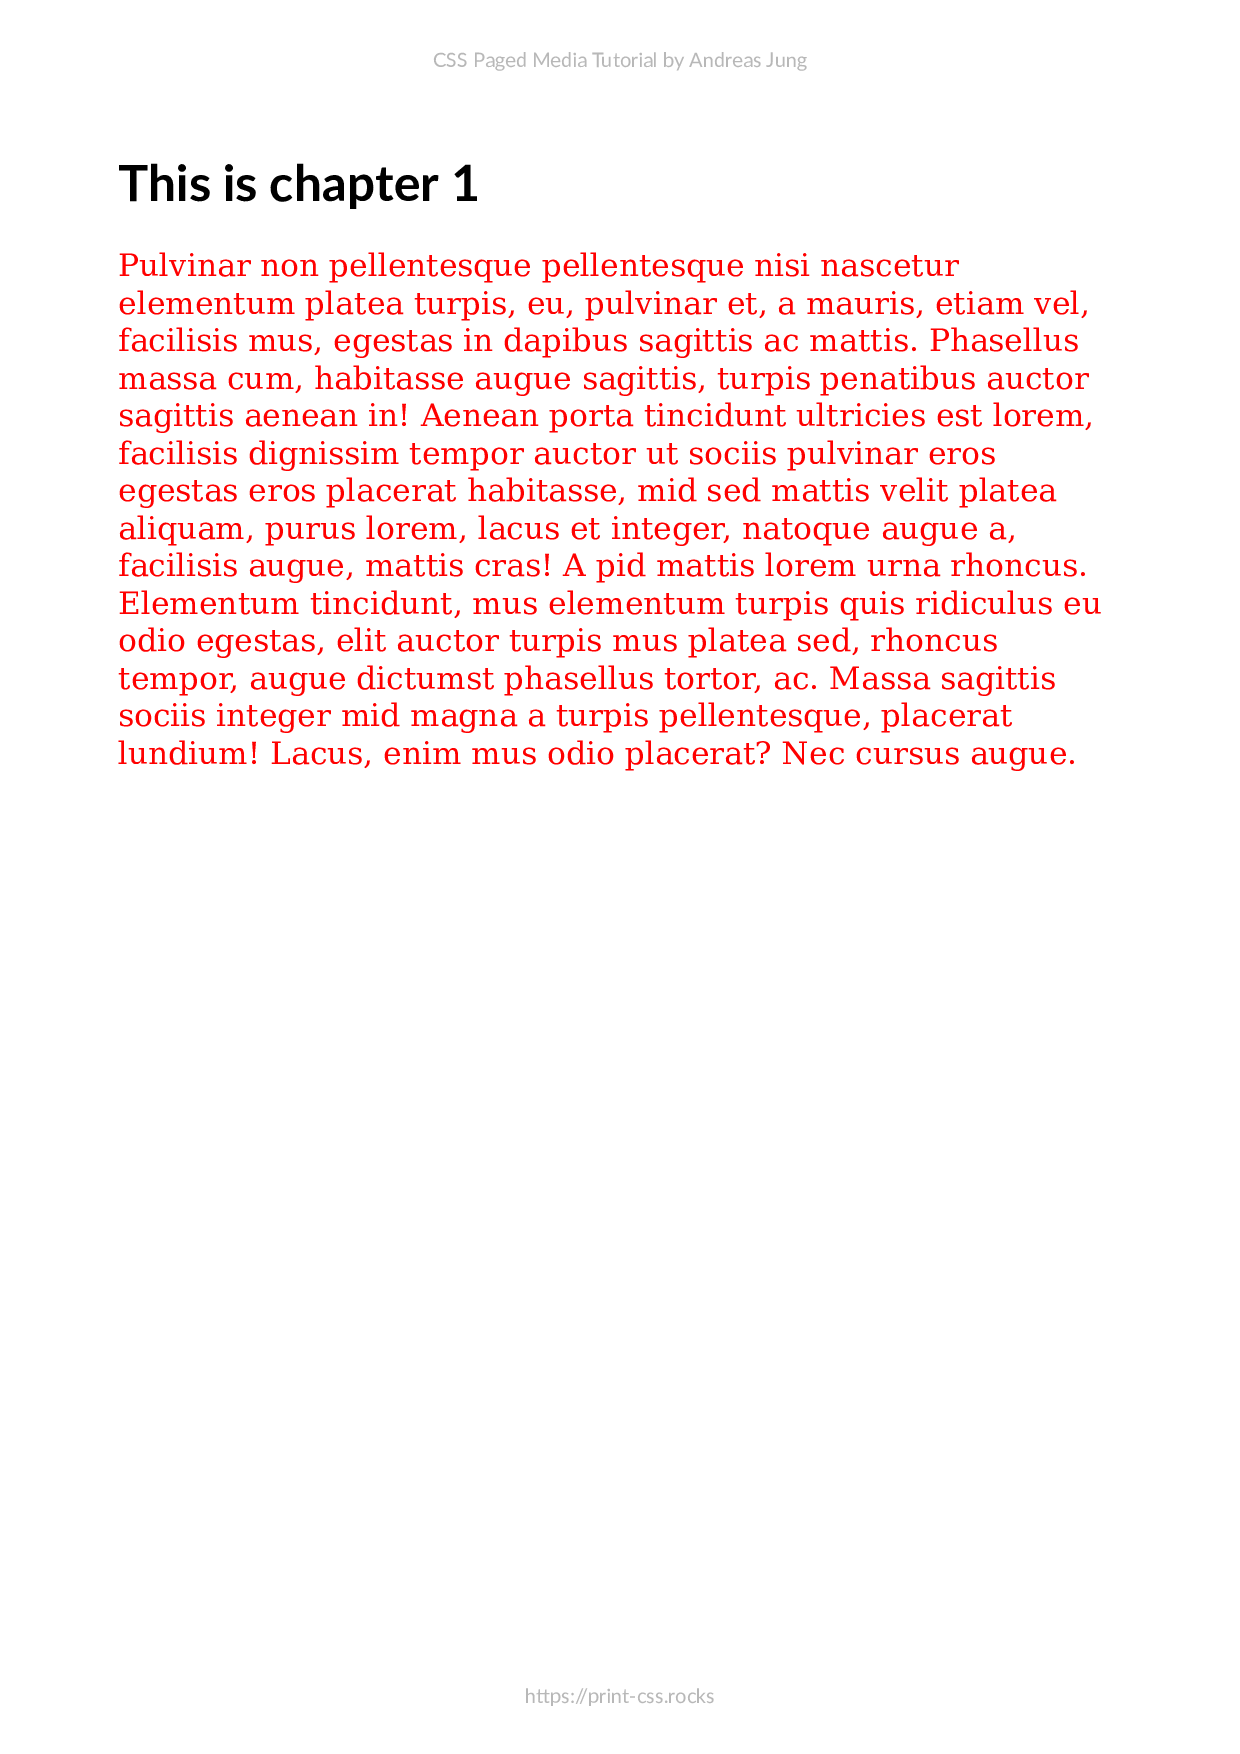 CSS Paged Media Tutorial by Andreas Jung
This is chapter 1
Pulvinar non pellentesque pellentesque nisi nascetur
elementum platea turpis, eu, pulvinar et, a mauris, etiam vel,
facilisis mus, egestas in dapibus sagittis ac mattis. Phasellus
massa cum, habitasse augue sagittis, turpis penatibus auctor
sagittis aenean in! Aenean porta tincidunt ultricies est lorem,
facilisis dignissim tempor auctor ut sociis pulvinar eros
egestas eros placerat habitasse, mid sed mattis velit platea
aliquam, purus lorem, lacus et integer, natoque augue a,
facilisis augue, mattis cras! A pid mattis lorem urna rhoncus.
Elementum tincidunt, mus elementum turpis quis ridiculus eu
odio egestas, elit auctor turpis mus platea sed, rhoncus
tempor, augue dictumst phasellus tortor, ac. Massa sagittis
sociis integer mid magna a turpis pellentesque, placerat
lundium! Lacus, enim mus odio placerat? Nec cursus augue.
https://print-css.rocks